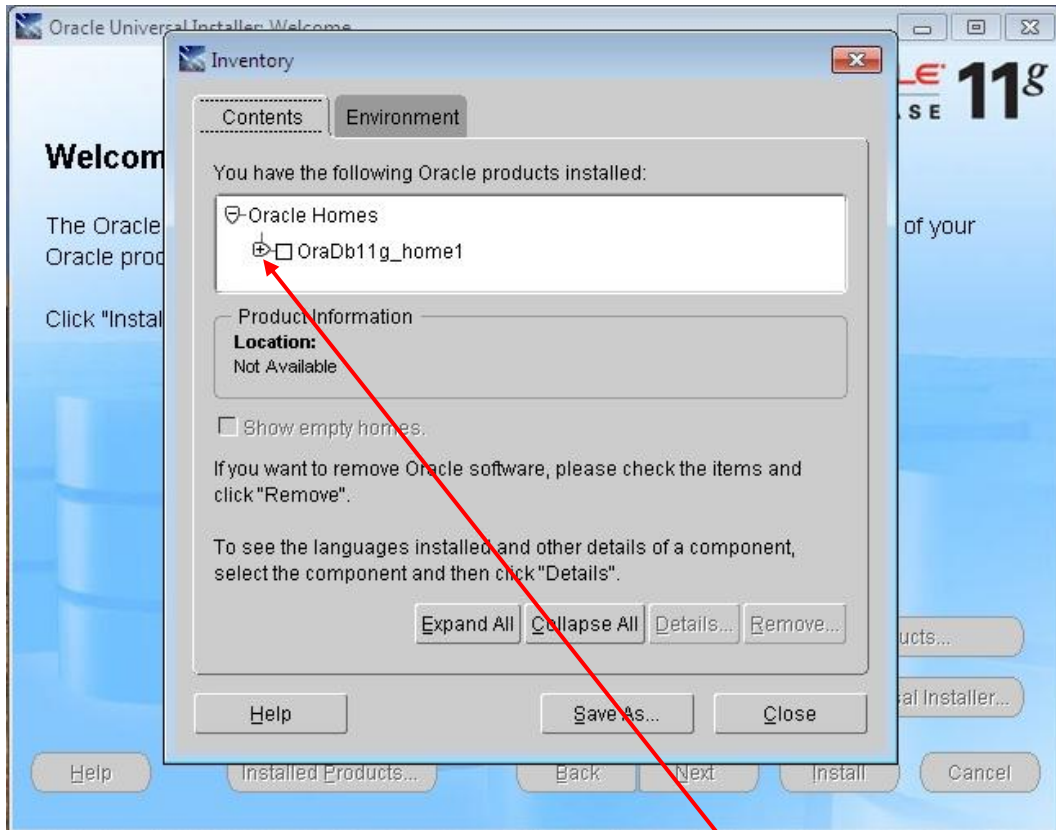 Oracle Universal Installer: Welcome
Inventory
11g
Contents
Environment
Welcom
You have the following Oracle products installed:
Oracle Homes
OraDb11g_home1
The Oracle
of your
Oracle prod
Click "Instal
Product Information
Location:
Not Available
Show empty homes.
If you want to remove Oracle software, please check the items and
click "Remove".
To see the languages installed and other details of a component,
select the component and then click "Details".
Expand All
Collapse All
Details...
Remove...
ucts...
sal Installer...
Help
Save As...
Close
Help
Installed Products...
Back
Next
Install
Cancel